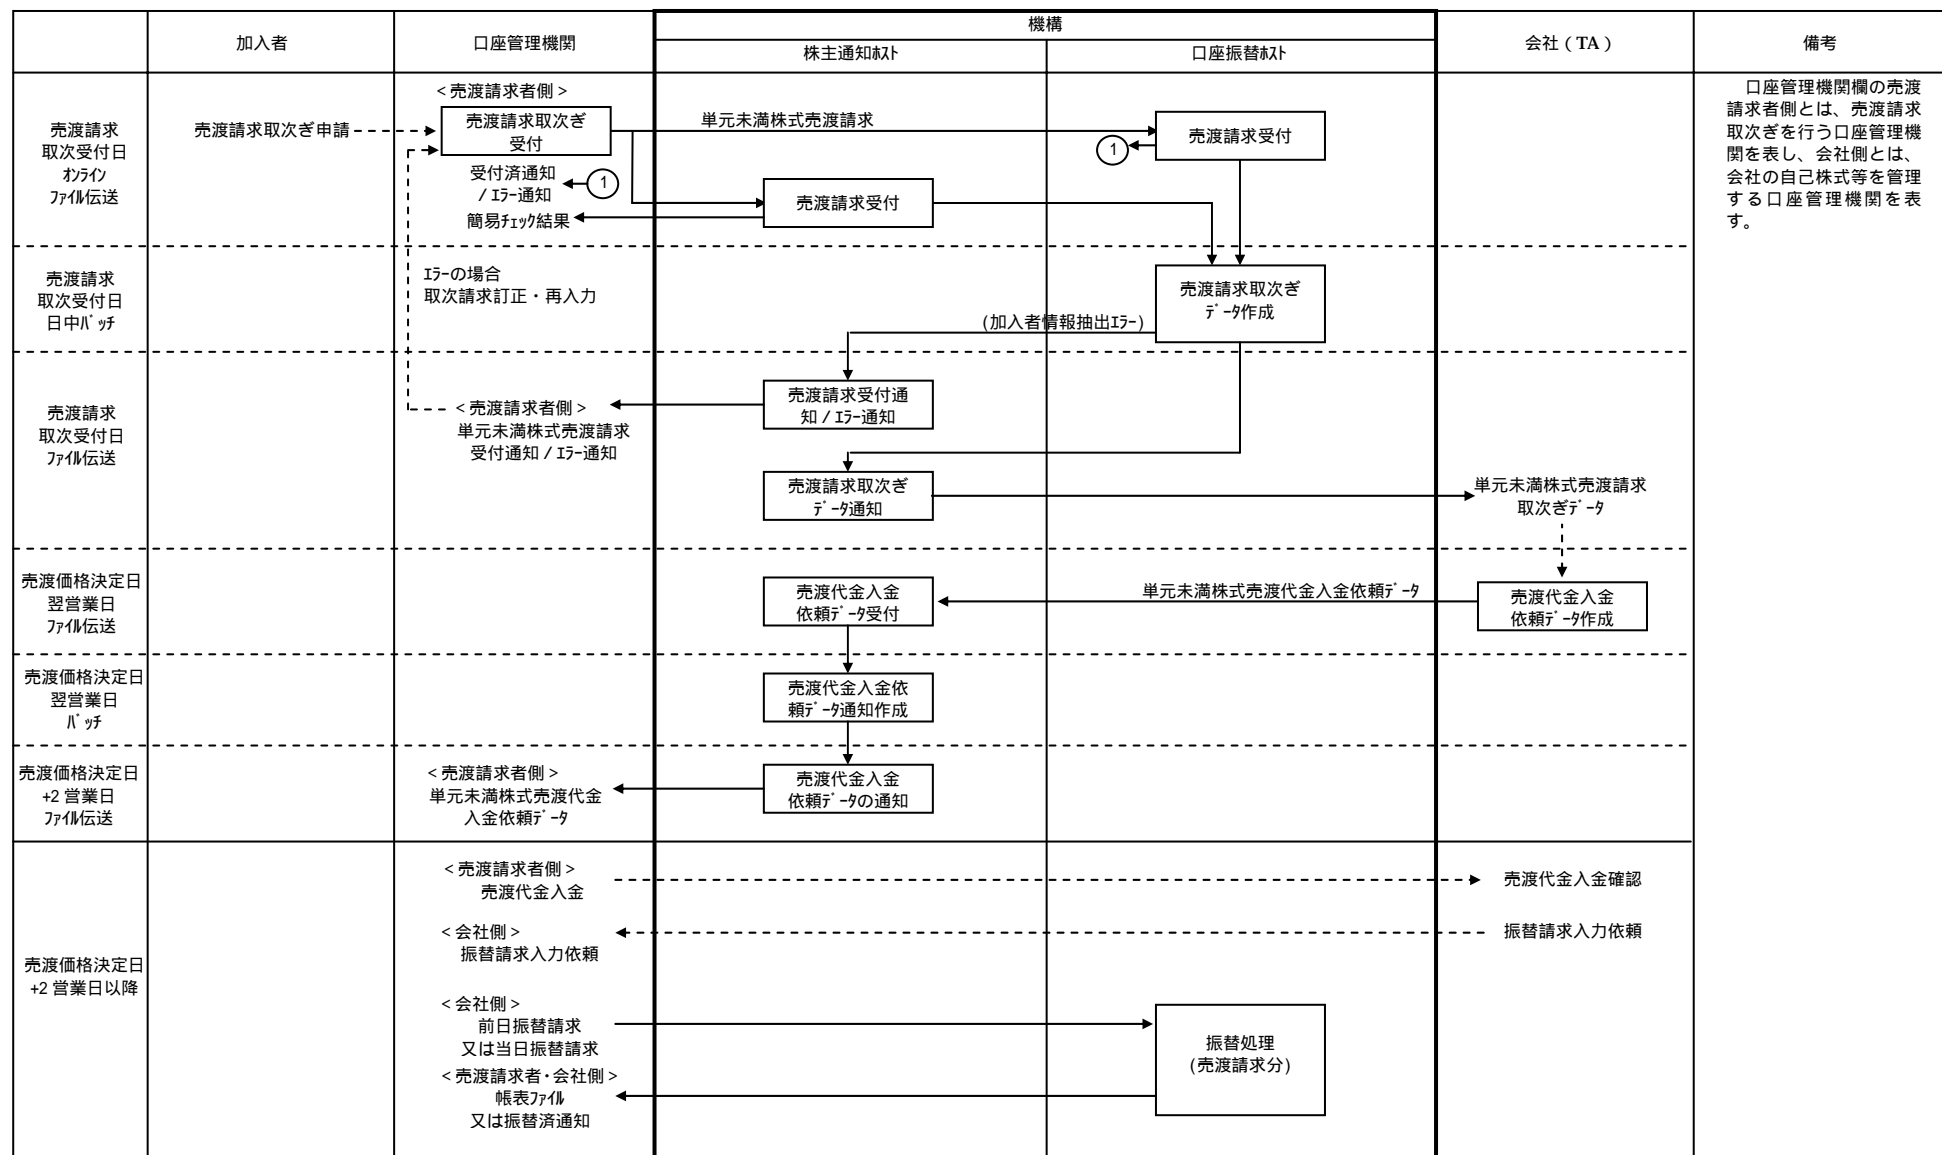 加入者
口座管理機関
機構
株主通知ﾎｽﾄ
口座振替ﾎｽﾄ
会社（TA）
備考
売渡請求
取次受付日
ｵﾝﾗｲﾝ
ﾌｧｲﾙ伝送
売渡請求取次ぎ申請
＜売渡請求者側＞
売渡請求取次ぎ
受付
単元未満株式売渡請求
売渡請求受付
1
受付済通知
／ｴﾗｰ通知
1
簡易ﾁｪｯｸ結果
売渡請求受付
口座管理機関欄の売渡
請求者側とは、売渡請求
取次ぎを行う口座管理機
関を表し、会社側とは、
会社の自己株式等を管理
する口座管理機関を表
す。
売渡請求
取次受付日
日中ﾊﾞｯﾁ
ｴﾗｰの場合
取次請求訂正・再入力
売渡請求取次ぎ
ﾃﾞｰﾀ作成
(加入者情報抽出ｴﾗｰ)
売渡請求
取次受付日
ﾌｧｲﾙ伝送
＜売渡請求者側＞
単元未満株式売渡請求
受付通知／ｴﾗｰ通知
売渡請求受付通
知／ｴﾗｰ通知
売渡請求取次ぎ
ﾃﾞｰﾀ通知
単元未満株式売渡請求
取次ぎﾃﾞｰﾀ
売渡価格決定日
翌営業日
ﾌｧｲﾙ伝送
売渡代金入金
依頼ﾃﾞｰﾀ受付
単元未満株式売渡代金入金依頼ﾃﾞｰﾀ
売渡代金入金
依頼ﾃﾞｰﾀ作成
売渡価格決定日
翌営業日
ﾊﾞｯﾁ
売渡代金入金依
頼ﾃﾞｰﾀ通知作成
売渡価格決定日
+2 営業日
ﾌｧｲﾙ伝送
＜売渡請求者側＞
単元未満株式売渡代金
入金依頼ﾃﾞｰﾀ
売渡代金入金
依頼ﾃﾞｰﾀの通知
売渡価格決定日
+2 営業日以降
＜売渡請求者側＞
売渡代金入金
売渡代金入金確認
＜会社側＞
振替請求入力依頼
振替請求入力依頼
＜会社側＞
前日振替請求
又は当日振替請求
振替処理
(売渡請求分)
＜売渡請求者・会社側＞
帳表ﾌｧｲﾙ
又は振替済通知